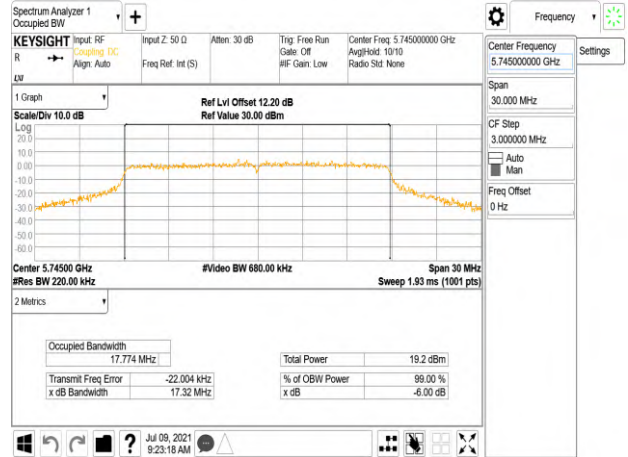 Spectrum Analyzer 1
Occupied BW
Frequency
KEYSIGHT
R
LXI
Input: RF
Coupling: DC
Align: Auto
Input Z: 50 Ω
Freq Ref: Int (S)
Atten: 30 dB
Trig: Free Run
Gate: Off
#IF Gain: Low
Center Freq: 5.745000000 GHz
Avg|Hold: 10/10
Radio Std: None
Center Frequency
5.745000000 GHz
Settings
Span
30.000 MHz
CF Step
3.000000 MHz
Auto
Man
Freq Offset
0 Hz
1 Graph
Scale/Div 10.0 dB
Ref Lvl Offset 12.20 dB
Ref Value 30.00 dBm
Log
20.0
10.0
0.00
-10.0
-20.0
-30.0
-40.0
-50.0
-60.0
Center 5.74500 GHz
#Res BW 220.00 kHz
#Video BW 680.00 kHz
Span 30 MHz
Sweep 1.93 ms (1001 pts)
2 Metrics
Occupied Bandwidth
17.774 MHz
Total Power 19.2 dBm
Transmit Freq Error -22.004 kHz
% of OBW Power 99.00 %
x dB Bandwidth 17.32 MHz
x dB -6.00 dB
?
Jul 09, 2021
9:23:18 AM